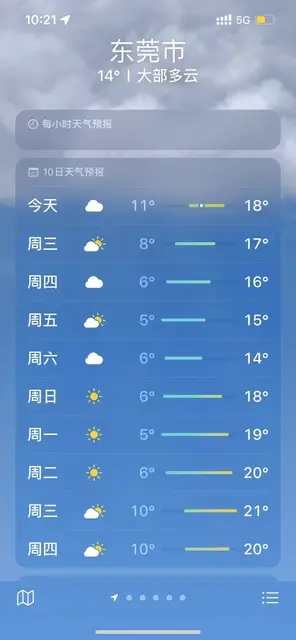 10:21 5G
东莞市
14° | 大部多云
每小时天气预报
10日天气预报
今天 11° 18°
周三 8° 17°
周四 6° 16°
周五 5° 15°
周六 6° 14°
周日 6° 18°
周一 5° 19°
周二 6° 20°
周三 10° 21°
周四 10° 20°